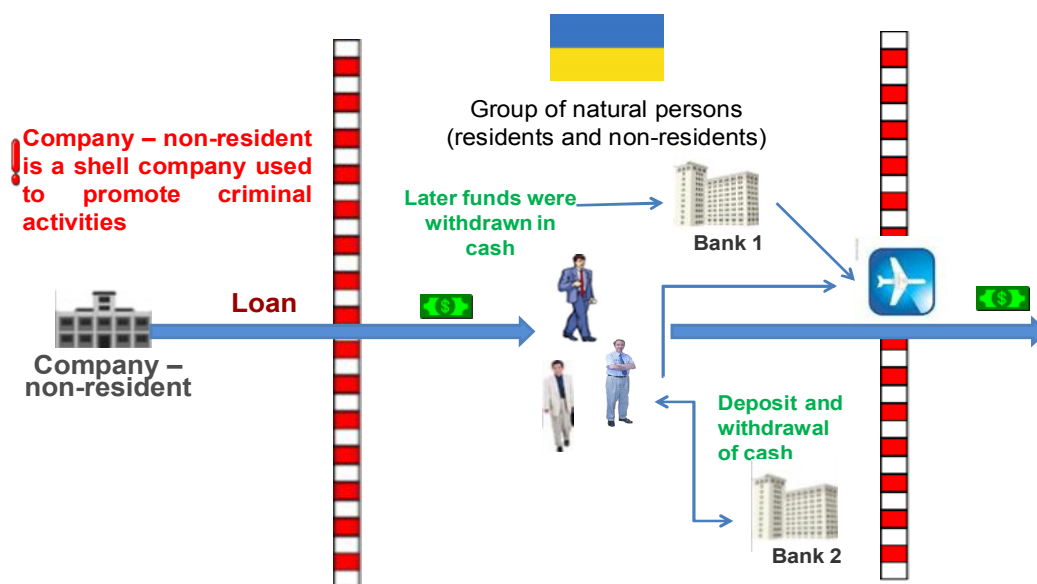 Group of natural persons
(residents and non-residents)
Company – non-resident
is a shell company used
to promote criminal
activities
Later funds were
withdrawn in
cash
Bank 1
Loan
$
$
Company –
non-resident
Deposit and
withdrawal
of cash
Bank 2